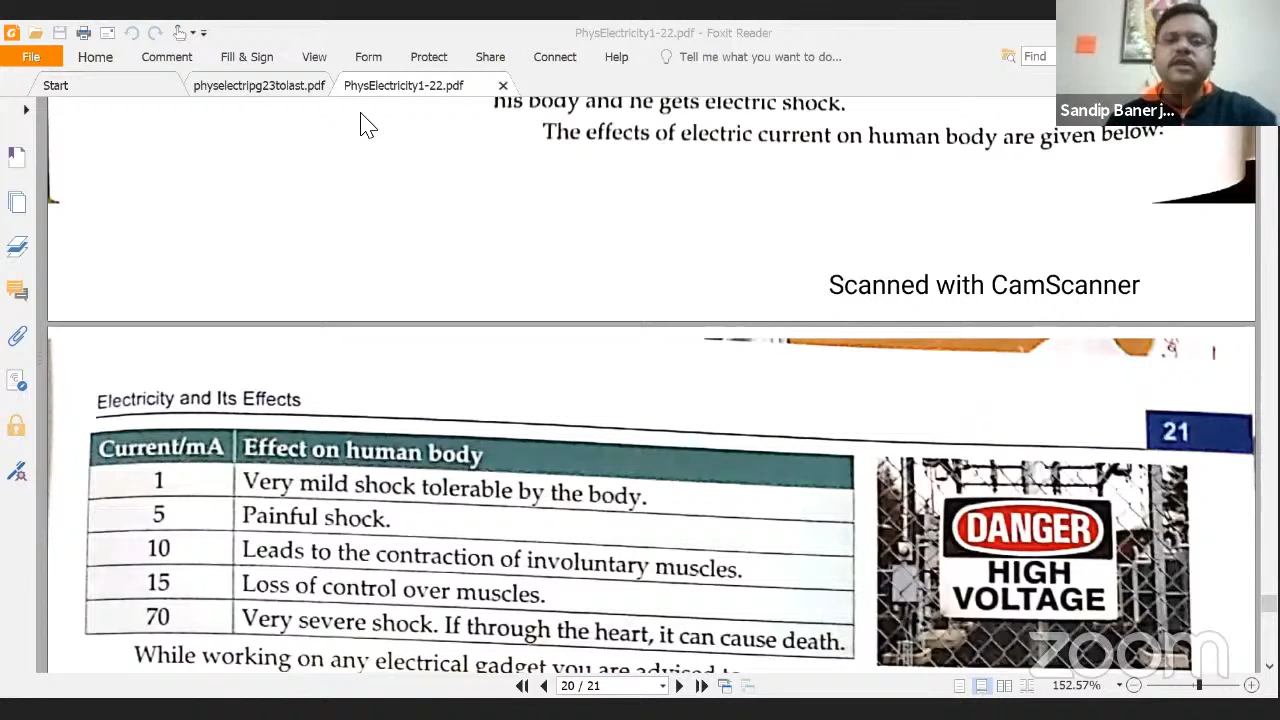 PhysElectricity1-22.pdf - Foxit Reader
File Home Comment Fill & Sign View Form Protect Share Connect Help Tell me what you want to do... Find
Start physelectripg23tolast.pdf PhysElectricity1-22.pdf
Sandip Banerj...
his body and he gets electric shock.
The effects of electric current on human body are given below:
Scanned with CamScanner
Electricity and Its Effects
21
Current/mA Effect on human body
1 Very mild shock tolerable by the body.
5 Painful shock.
10 Leads to the contraction of involuntary muscles.
15 Loss of control over muscles.
70 Very severe shock. If through the heart, it can cause death.
DANGER
HIGH
VOLTAGE
While working on any electrical gadget you are advised to
zoom
20 / 21
152.57%